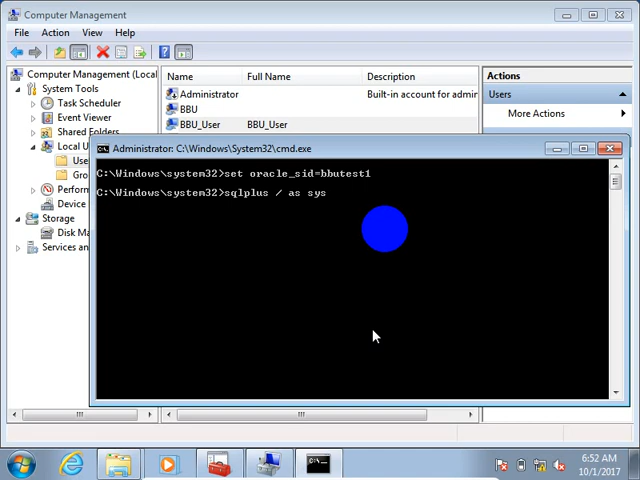 Computer Management
File Action View Help
Computer Management (Local
System Tools
Task Scheduler
Event Viewer
Shared Folders
Local U
Use
Gro
Perform
Device
Storage
Disk Ma
Services an
Name Full Name Description
Administrator Built-in account for admir
BBU
BBU_User BBU_User
Actions
Users
More Actions
Administrator: C:\Windows\System32\cmd.exe
C:\Windows\system32>set oracle_sid=bbutest1
C:\Windows\system32>sqlplus / as sys
6:52 AM
10/1/2017